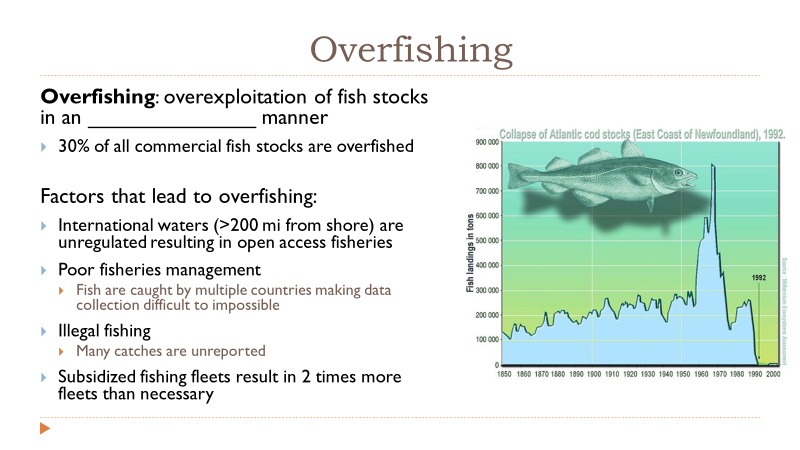 Overfishing
Overfishing: overexploitation of fish stocks
in an ________________ manner
30% of all commercial fish stocks are overfished
Factors that lead to overfishing:
International waters (>200 mi from shore) are
unregulated resulting in open access fisheries
Poor fisheries management
Fish are caught by multiple countries making data
collection difficult to impossible
Illegal fishing
Many catches are unreported
Subsidized fishing fleets result in 2 times more
fleets than necessary
Collapse of Atlantic cod stocks (East Coast of Newfoundland), 1992.
Fish landings in tons
900 000
800 000
700 000
600 000
500 000
400 000
300 000
200 000
100 000
0
1992
1850 1860 1870 1880 1890 1900 1910 1920 1930 1940 1950 1960 1970 1980 1990 2000
Source: Millennium Ecosystem Assessment